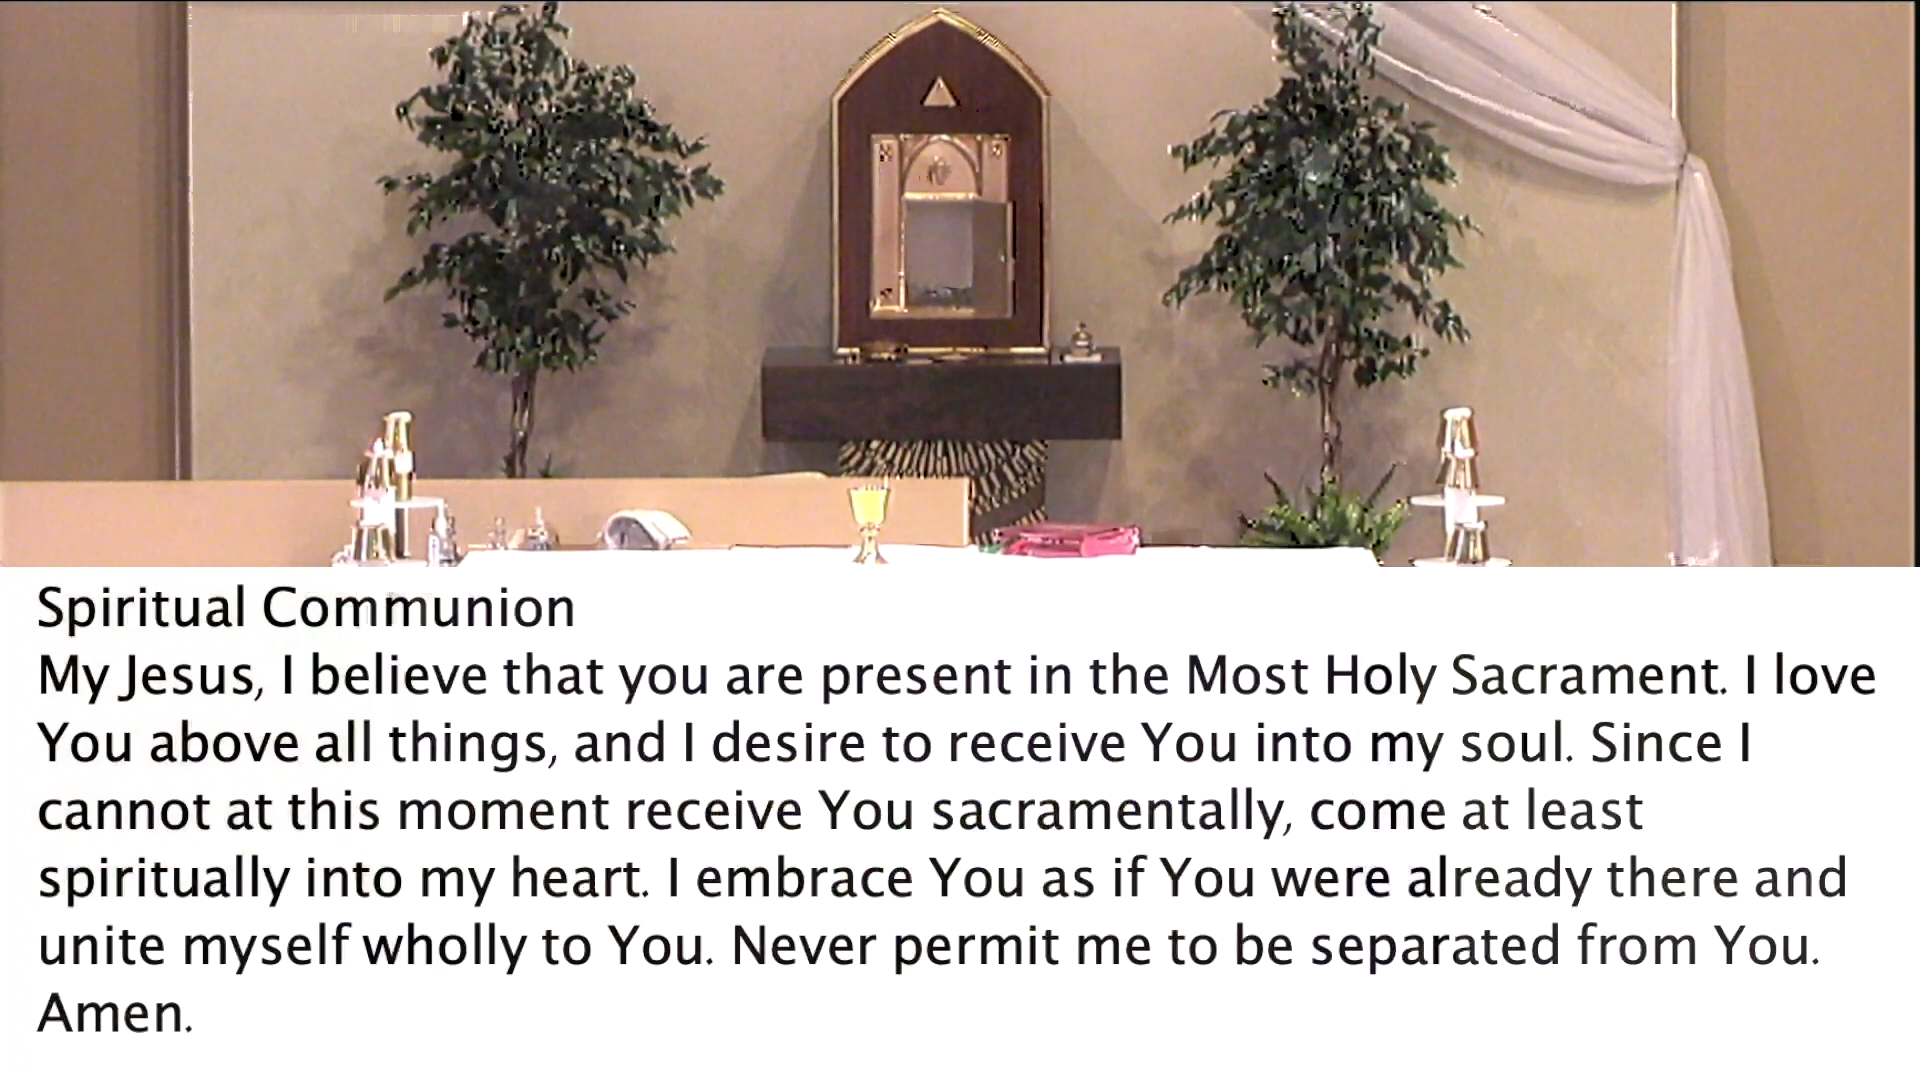 Spiritual Communion
My Jesus, I believe that you are present in the Most Holy Sacrament. I love
You above all things, and I desire to receive You into my soul. Since I
cannot at this moment receive You sacramentally, come at least
spiritually into my heart. I embrace You as if You were already there and
unite myself wholly to You. Never permit me to be separated from You.
Amen.